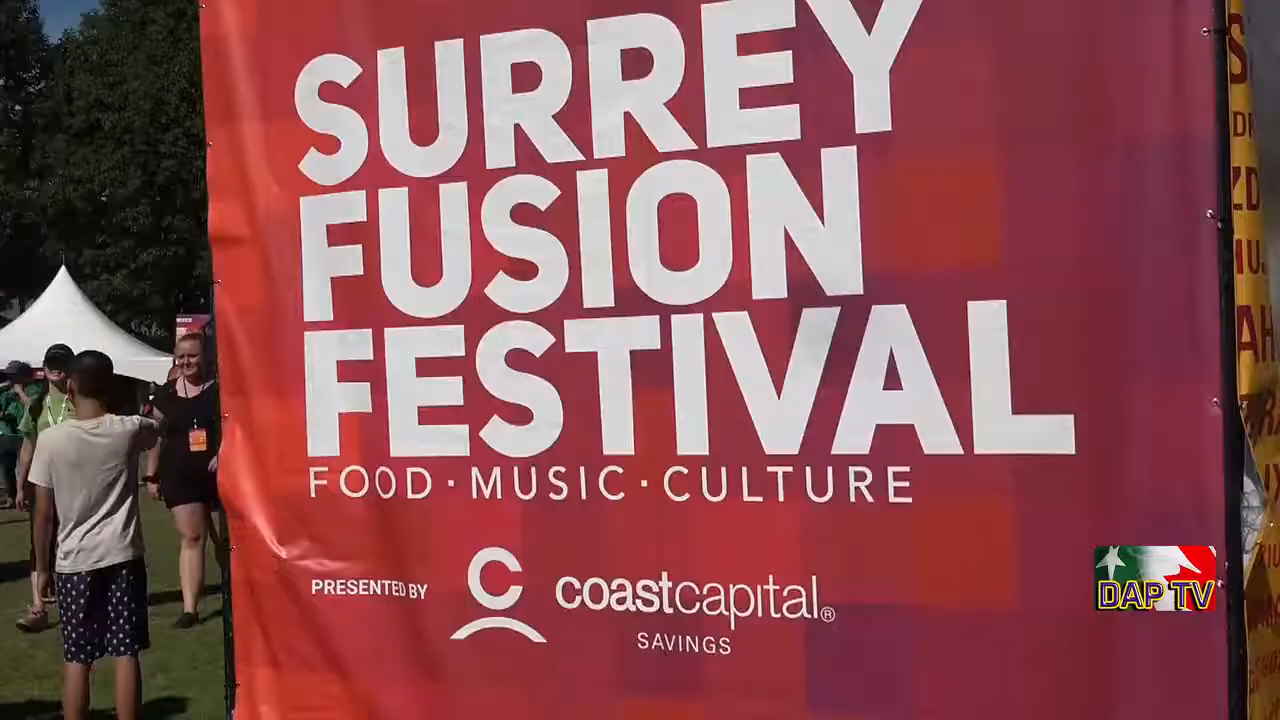 SURREY
FUSION
FESTIVAL
FOOD · MUSIC · CULTURE
PRESENTED BY
coastcapital®
SAVINGS
DAP TV